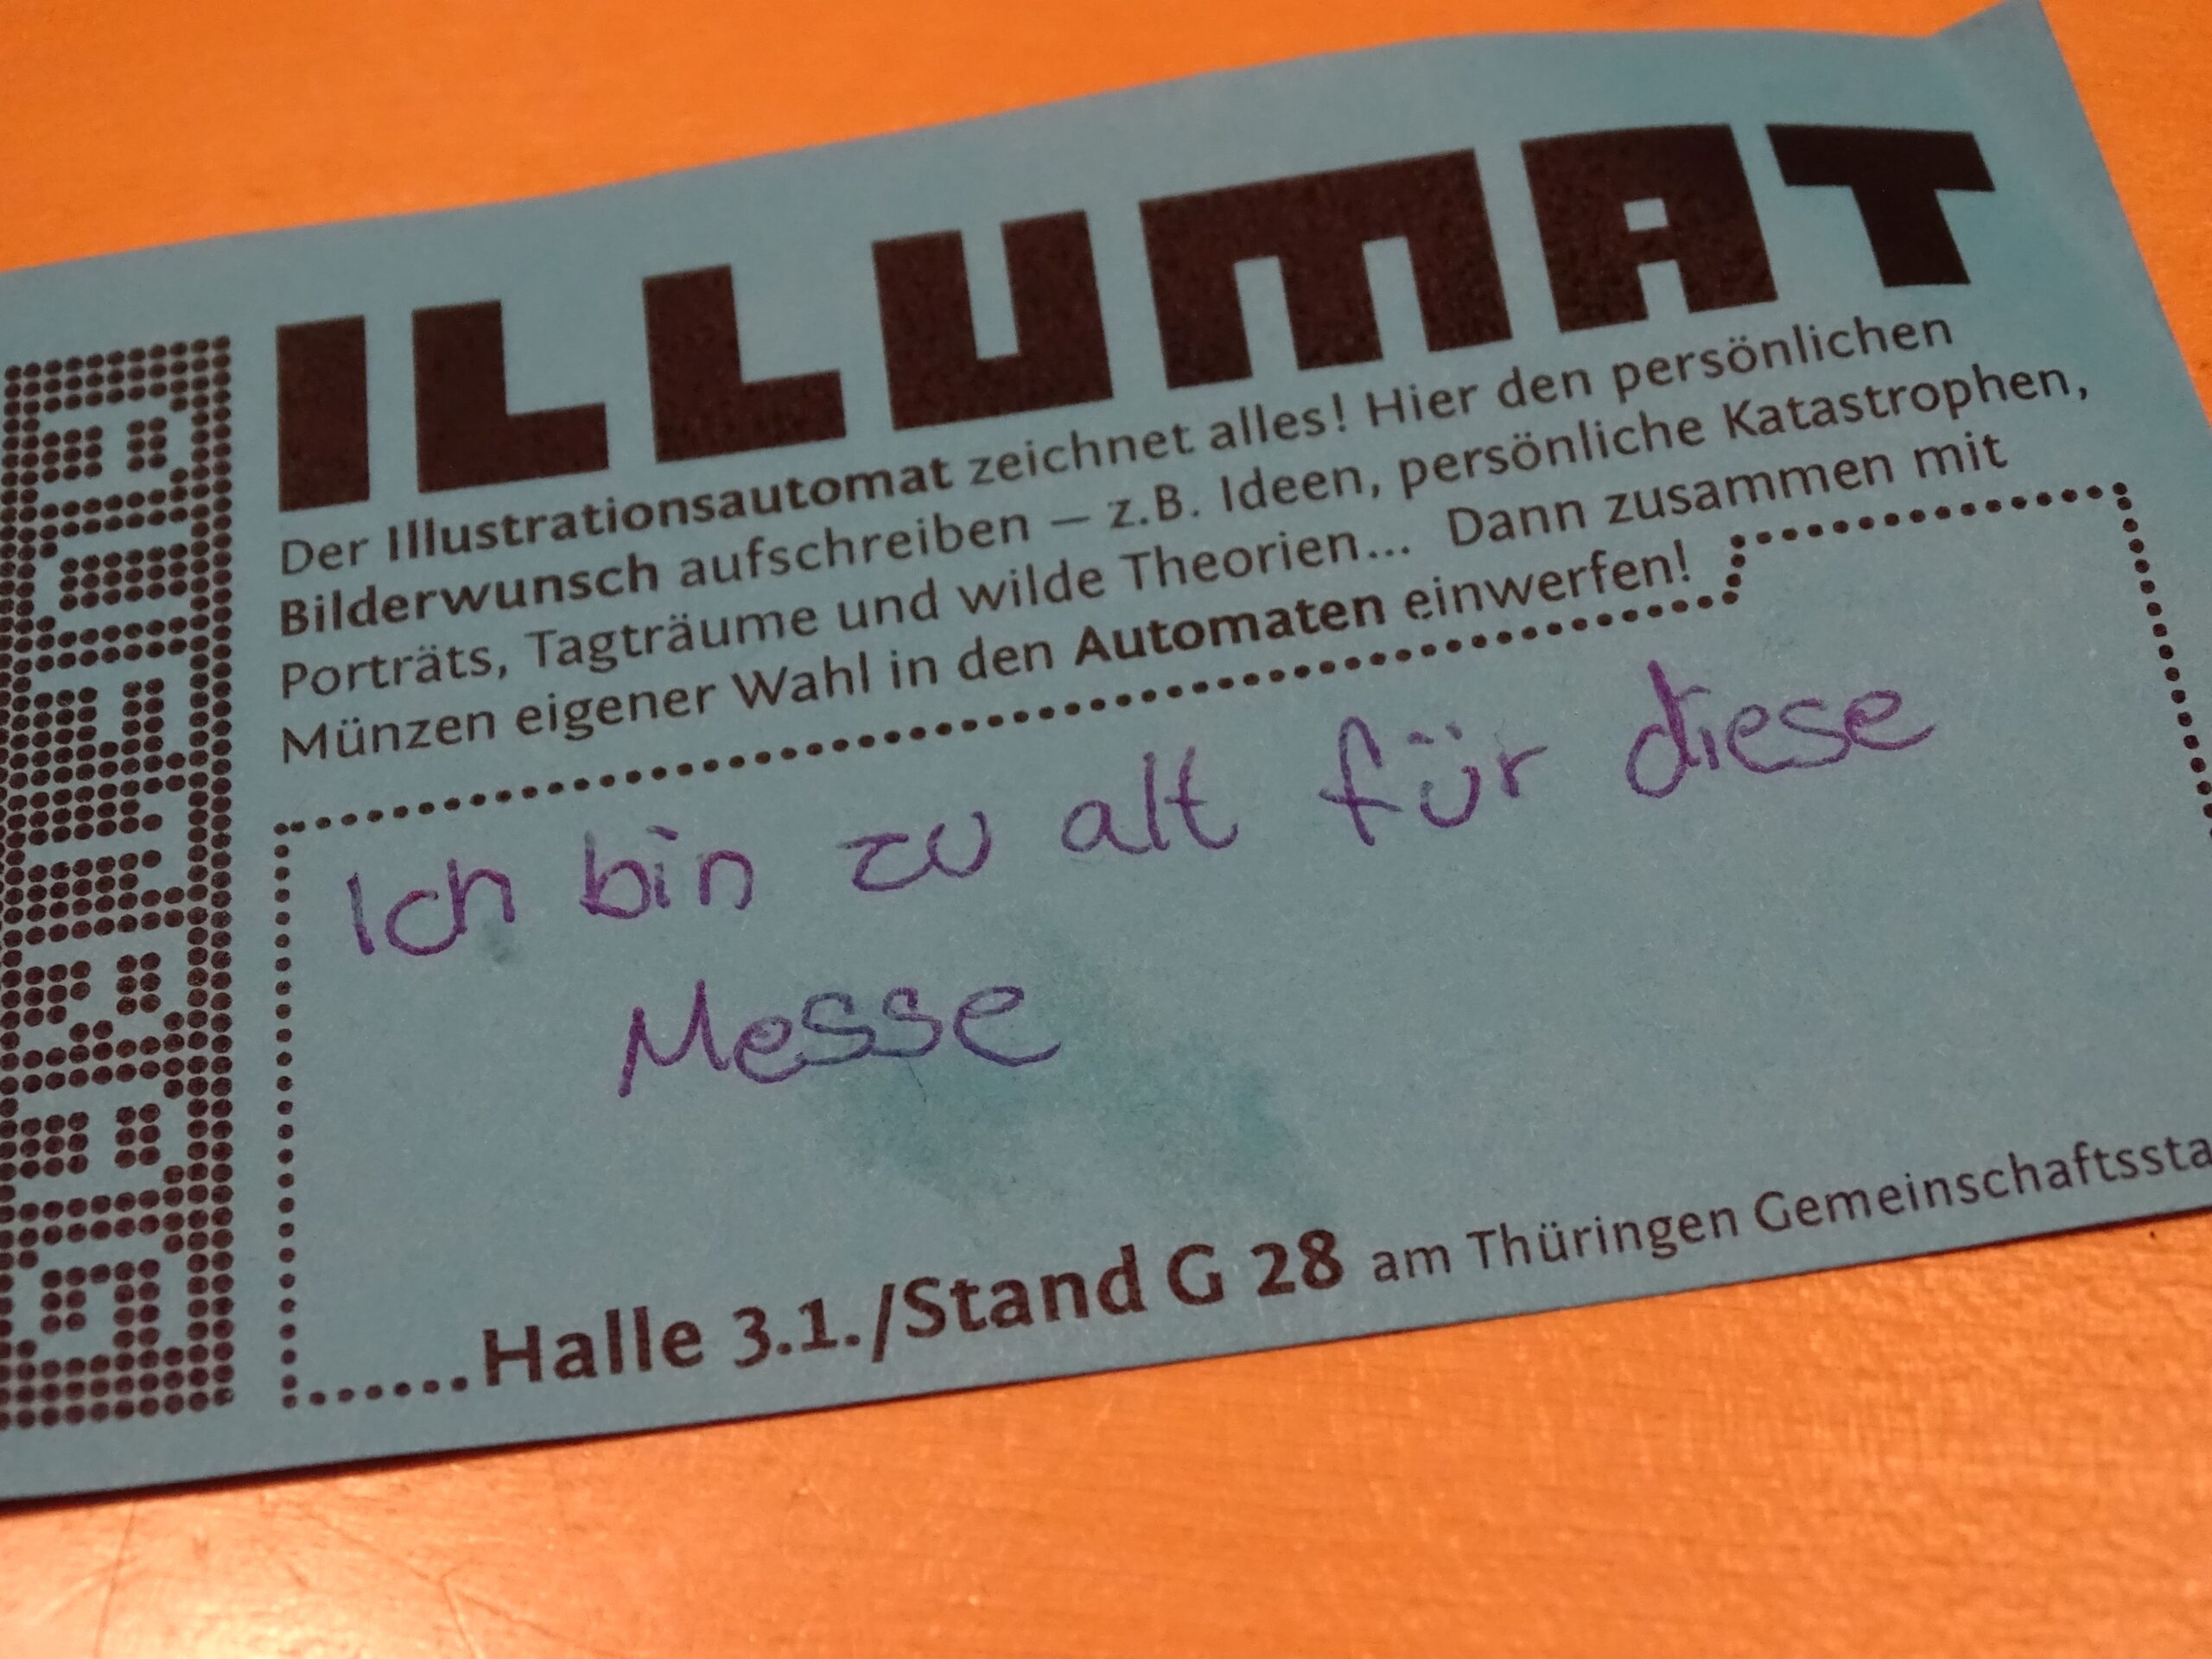 ILLUMAT
Der Illustrationsautomat zeichnet alles! Hier den persönlichen
Bilderwunsch aufschreiben – z.B. Ideen, persönliche Katastrophen,
Porträts, Tagträume und wilde Theorien... Dann zusammen mit
Münzen eigener Wahl in den Automaten einwerfen!
Ich bin zu alt für diese
Messe
Halle 3.1./Stand G 28 am Thüringen Gemeinschaftssta